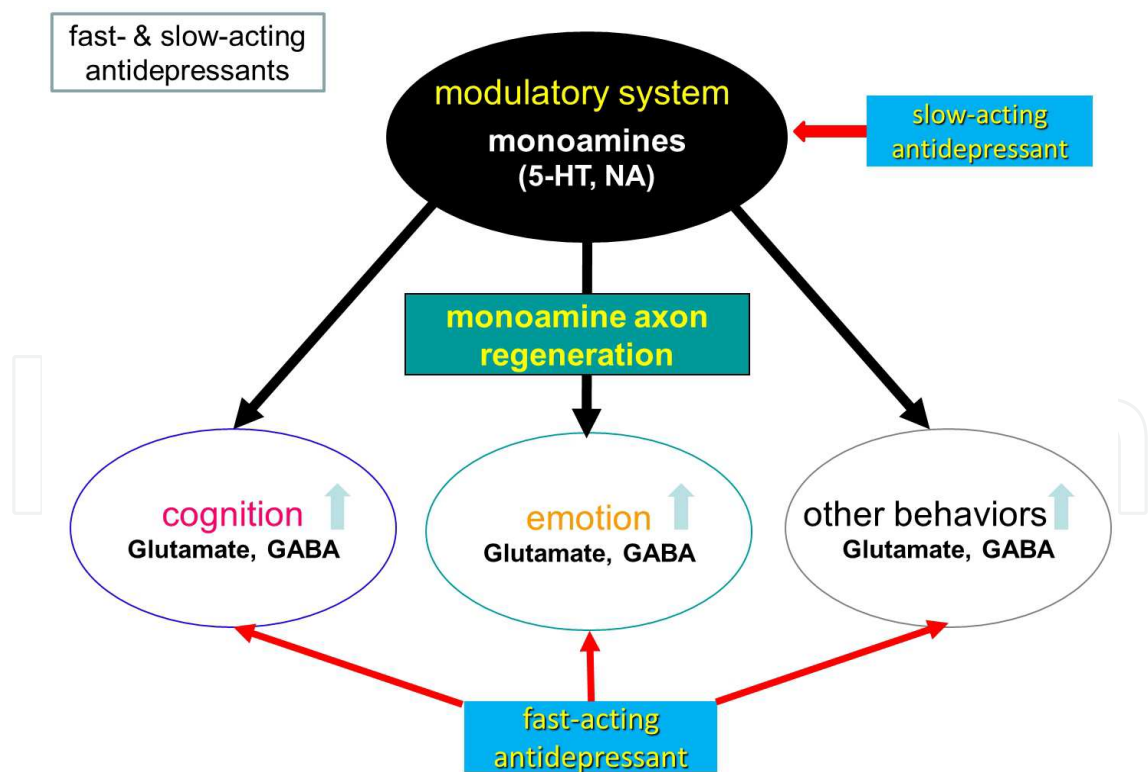 fast- & slow-acting
antidepressants
modulatory system
monoamines
(5-HT, NA)
slow-acting
antidepressant
monoamine axon
regeneration
cognition
Glutamate, GABA
emotion
Glutamate, GABA
other behaviors
Glutamate, GABA
fast-acting
antidepressant